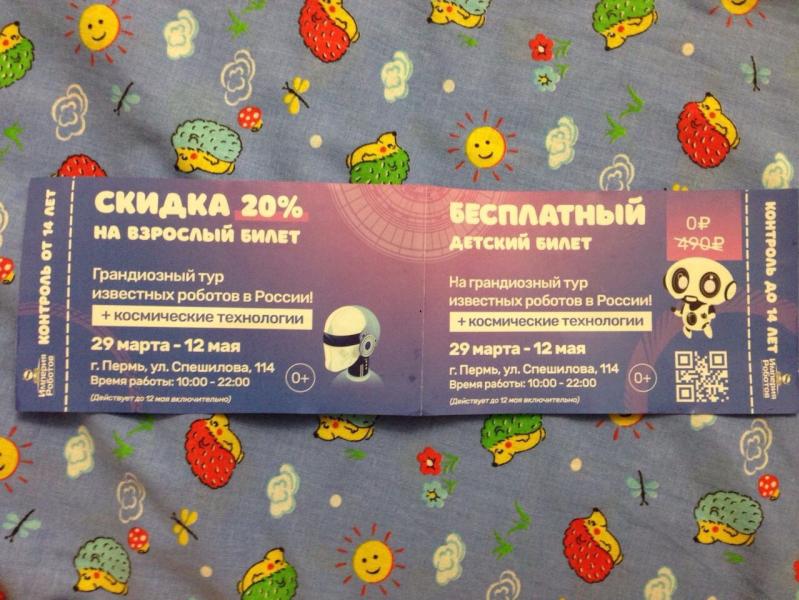 КОНТРОЛЬ ОТ 14 ЛЕТ
Империя
Роботов
СКИДКА 20%
НА ВЗРОСЛЫЙ БИЛЕТ
Грандиозный тур
известных роботов в России!
+ космические технологии
29 марта - 12 мая
г. Пермь, ул. Спешилова, 114
Время работы: 10:00 - 22:00
(Действует до 12 мая включительно)
0+
БЕСПЛАТНЫЙ
ДЕТСКИЙ БИЛЕТ
0₽
490₽
На грандиозный тур
известных роботов в России!
+ космические технологии
29 марта - 12 мая
г. Пермь, ул. Спешилова, 114
Время работы: 10:00 - 22:00
(Действует до 12 мая включительно)
0+
КОНТРОЛЬ ДО 14 ЛЕТ
Империя
Роботов